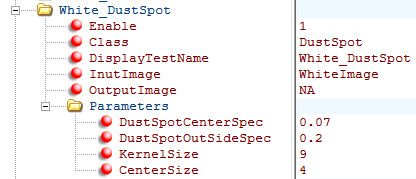 White_DustSpot
Enable 1
Class DustSpot
DisplayTestName White_DustSpot
InutImage WhiteImage
OutputImage NA
Parameters
DustSpotCenterSpec 0.07
DustSpotOutSideSpec 0.2
KernelSize 9
CenterSize 4